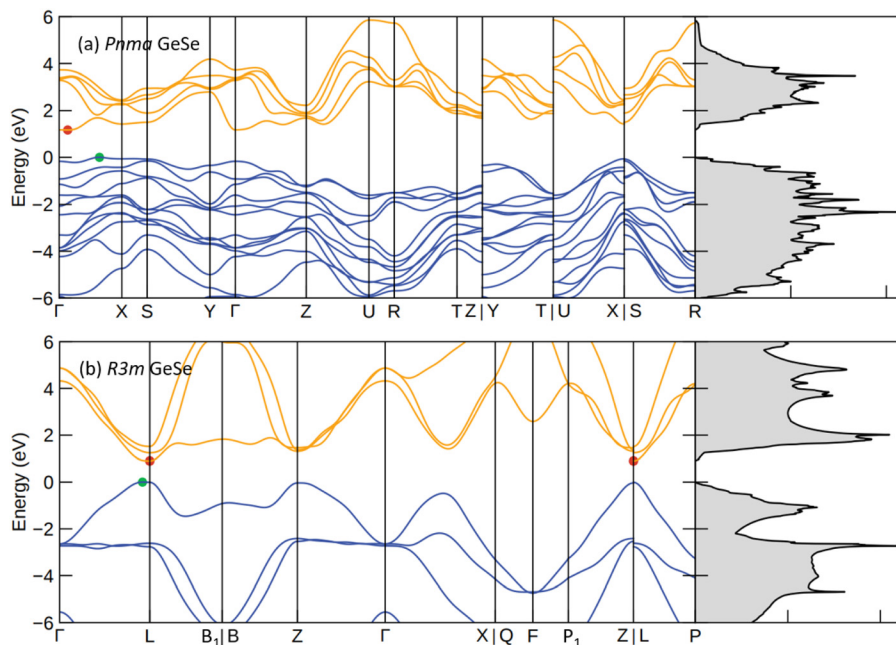 (a) Pnma GeSe
Energy (eV)
6
4
2
0
−2
−4
−6
Γ X S Y Γ Z U R T Z|Y T|U X|S R
(b) R3m GeSe
Energy (eV)
6
4
2
0
−2
−4
−6
Γ L B₁|B Z Γ X|Q F P₁ Z|L P